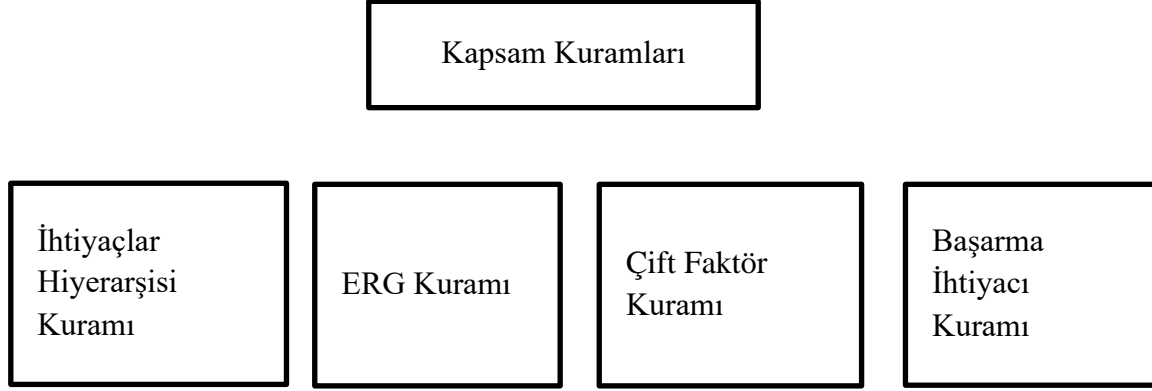 Kapsam Kuramları
İhtiyaçlar
Hiyerarşisi
Kuramı
ERG Kuramı
Çift Faktör
Kuramı
Başarma
İhtiyacı
Kuramı